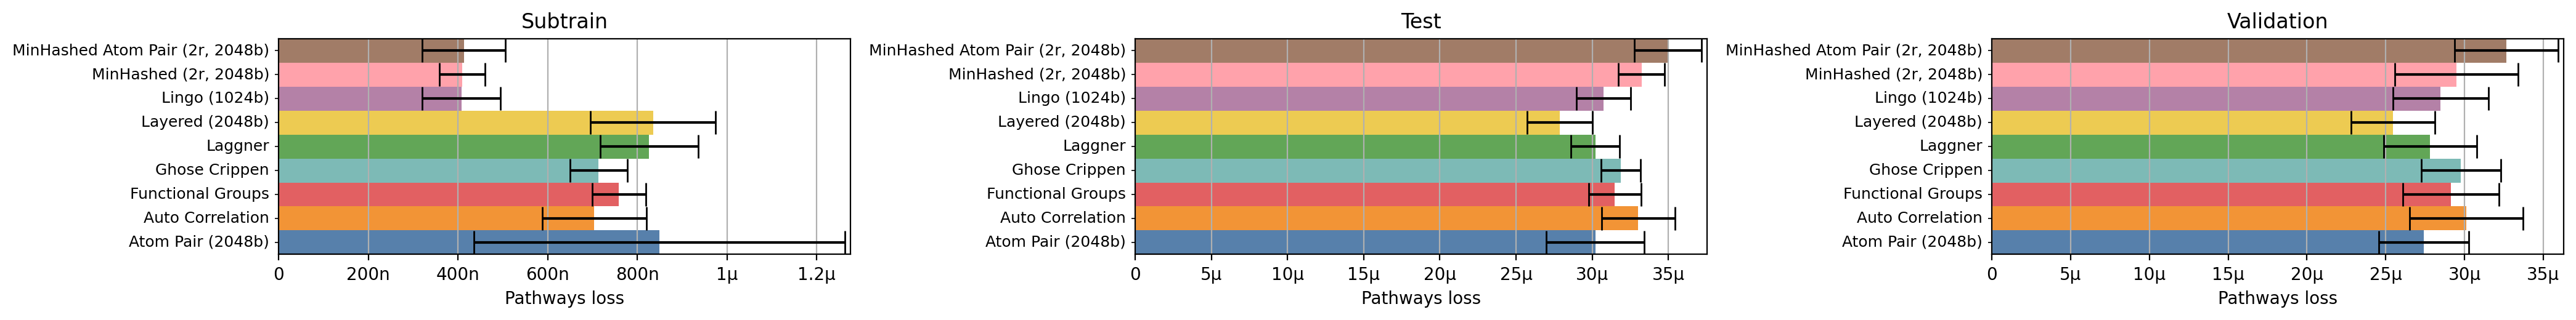 Subtrain
MinHashed Atom Pair (2r, 2048b)
MinHashed (2r, 2048b)
Lingo (1024b)
Layered (2048b)
Laggner
Ghose Crippen
Functional Groups
Auto Correlation
Atom Pair (2048b)
0 200n 400n 600n 800n 1µ 1.2µ
Pathways loss
Test
MinHashed Atom Pair (2r, 2048b)
MinHashed (2r, 2048b)
Lingo (1024b)
Layered (2048b)
Laggner
Ghose Crippen
Functional Groups
Auto Correlation
Atom Pair (2048b)
0 5µ 10µ 15µ 20µ 25µ 30µ 35µ
Pathways loss
Validation
MinHashed Atom Pair (2r, 2048b)
MinHashed (2r, 2048b)
Lingo (1024b)
Layered (2048b)
Laggner
Ghose Crippen
Functional Groups
Auto Correlation
Atom Pair (2048b)
0 5µ 10µ 15µ 20µ 25µ 30µ 35µ
Pathways loss